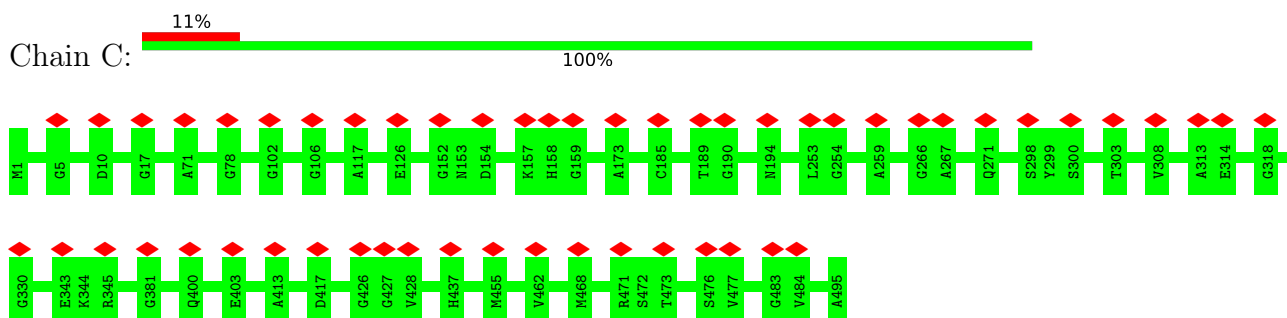 11%
Chain C:
100%
M1 G5 D10 G17 A71 G78 G102 G106 A117 E126 G152 N153 D154 K157 H158 G159 A173 C185 T189 G190 N194 L253 G254 A259 G266 A267 Q271 S298 Y299 S300 T303 V308 A313 E314 G318
G330 E343 K344 R345 G381 Q400 E403 A413 D417 G426 G427 V428 H437 M455 V462 M468 R471 S472 T473 S476 V477 G483 V484 A495